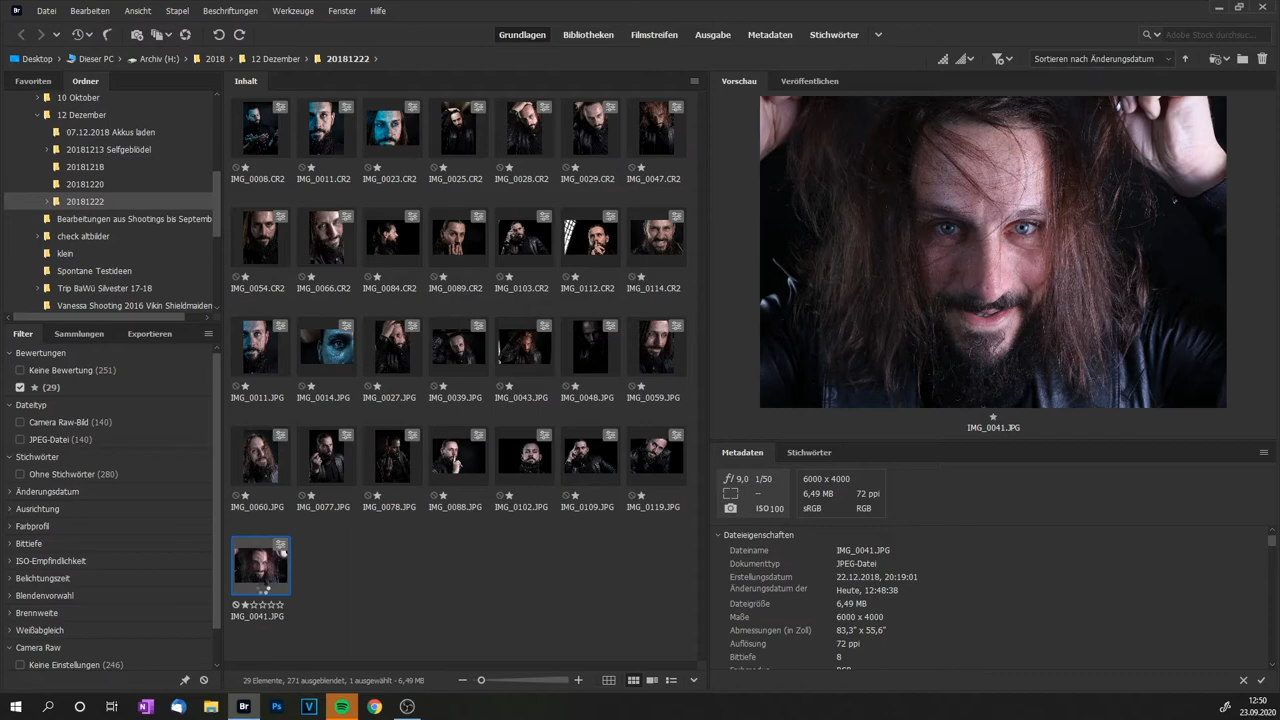 Br Datei Bearbeiten Ansicht Stapel Beschriftungen Werkzeuge Fenster Hilfe
Grundlagen Bibliotheken Filmstreifen Ausgabe Metadaten Stichwörter Adobe Stock durchsuc...
Desktop Dieser PC Archiv (H:) 2018 12 Dezember 20181222 Sortieren nach Änderungsdatum
Favoriten Ordner
10 Oktober
12 Dezember
07.12.2018 Akkus laden
20181213 Selfgeblödel
20181218
20181220
20181222
Bearbeitungen aus Shootings bis Septemb
check altbilder
klein
Spontane Testideen
Trip BaWü Silvester 17-18
Vanessa Shooting 2016 Vikin Shieldmaiden
Filter Sammlungen Exportieren
Bewertungen
Keine Bewertung (251)
(29)
Dateityp
Camera Raw-Bild (140)
JPEG-Datei (140)
Stichwörter
Ohne Stichwörter (280)
Änderungsdatum
Ausrichtung
Farbprofil
Bittiefe
ISO-Empfindlichkeit
Belichtungszeit
Blendenvorwahl
Brennweite
Weißabgleich
Camera Raw
Keine Einstellungen (246)
Inhalt
IMG_0008.CR2 IMG_0011.CR2 IMG_0023.CR2 IMG_0025.CR2 IMG_0028.CR2 IMG_0029.CR2 IMG_0047.CR2
IMG_0054.CR2 IMG_0066.CR2 IMG_0084.CR2 IMG_0089.CR2 IMG_0103.CR2 IMG_0112.CR2 IMG_0114.CR2
IMG_0011.JPG IMG_0014.JPG IMG_0027.JPG IMG_0039.JPG IMG_0043.JPG IMG_0048.JPG IMG_0059.JPG
IMG_0060.JPG IMG_0077.JPG IMG_0078.JPG IMG_0088.JPG IMG_0102.JPG IMG_0109.JPG IMG_0119.JPG
IMG_0041.JPG
29 Elemente, 271 ausgeblendet, 1 ausgewählt - 6,49 MB
Vorschau Veröffentlichen
IMG_0041.JPG
Metadaten Stichwörter
ƒ/ 9,0 1/50 6000 x 4000
-- 6,49 MB 72 ppi
ISO100 sRGB RGB
Dateieigenschaften
Dateiname IMG_0041.JPG
Dokumenttyp JPEG-Datei
Erstellungsdatum 22.12.2018, 20:19:01
Änderungsdatum der Heute, 12:48:38
Dateigröße 6,49 MB
Maße 6000 x 4000
Abmessungen (in Zoll) 83,3" x 55,6"
Auflösung 72 ppi
Bittiefe 8
N Br Ps V
12:50
23.09.2020